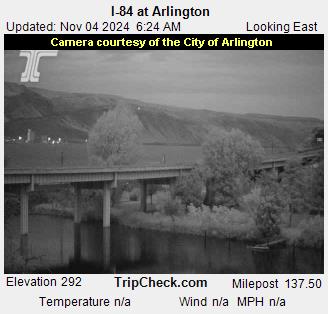 I-84 at Arlington
Updated: Nov 04 2024 6:24 AM Looking East
Camera courtesy of the City of Arlington
Elevation 292 TripCheck.com Milepost 137.50
Temperature n/a Wind n/a MPH n/a